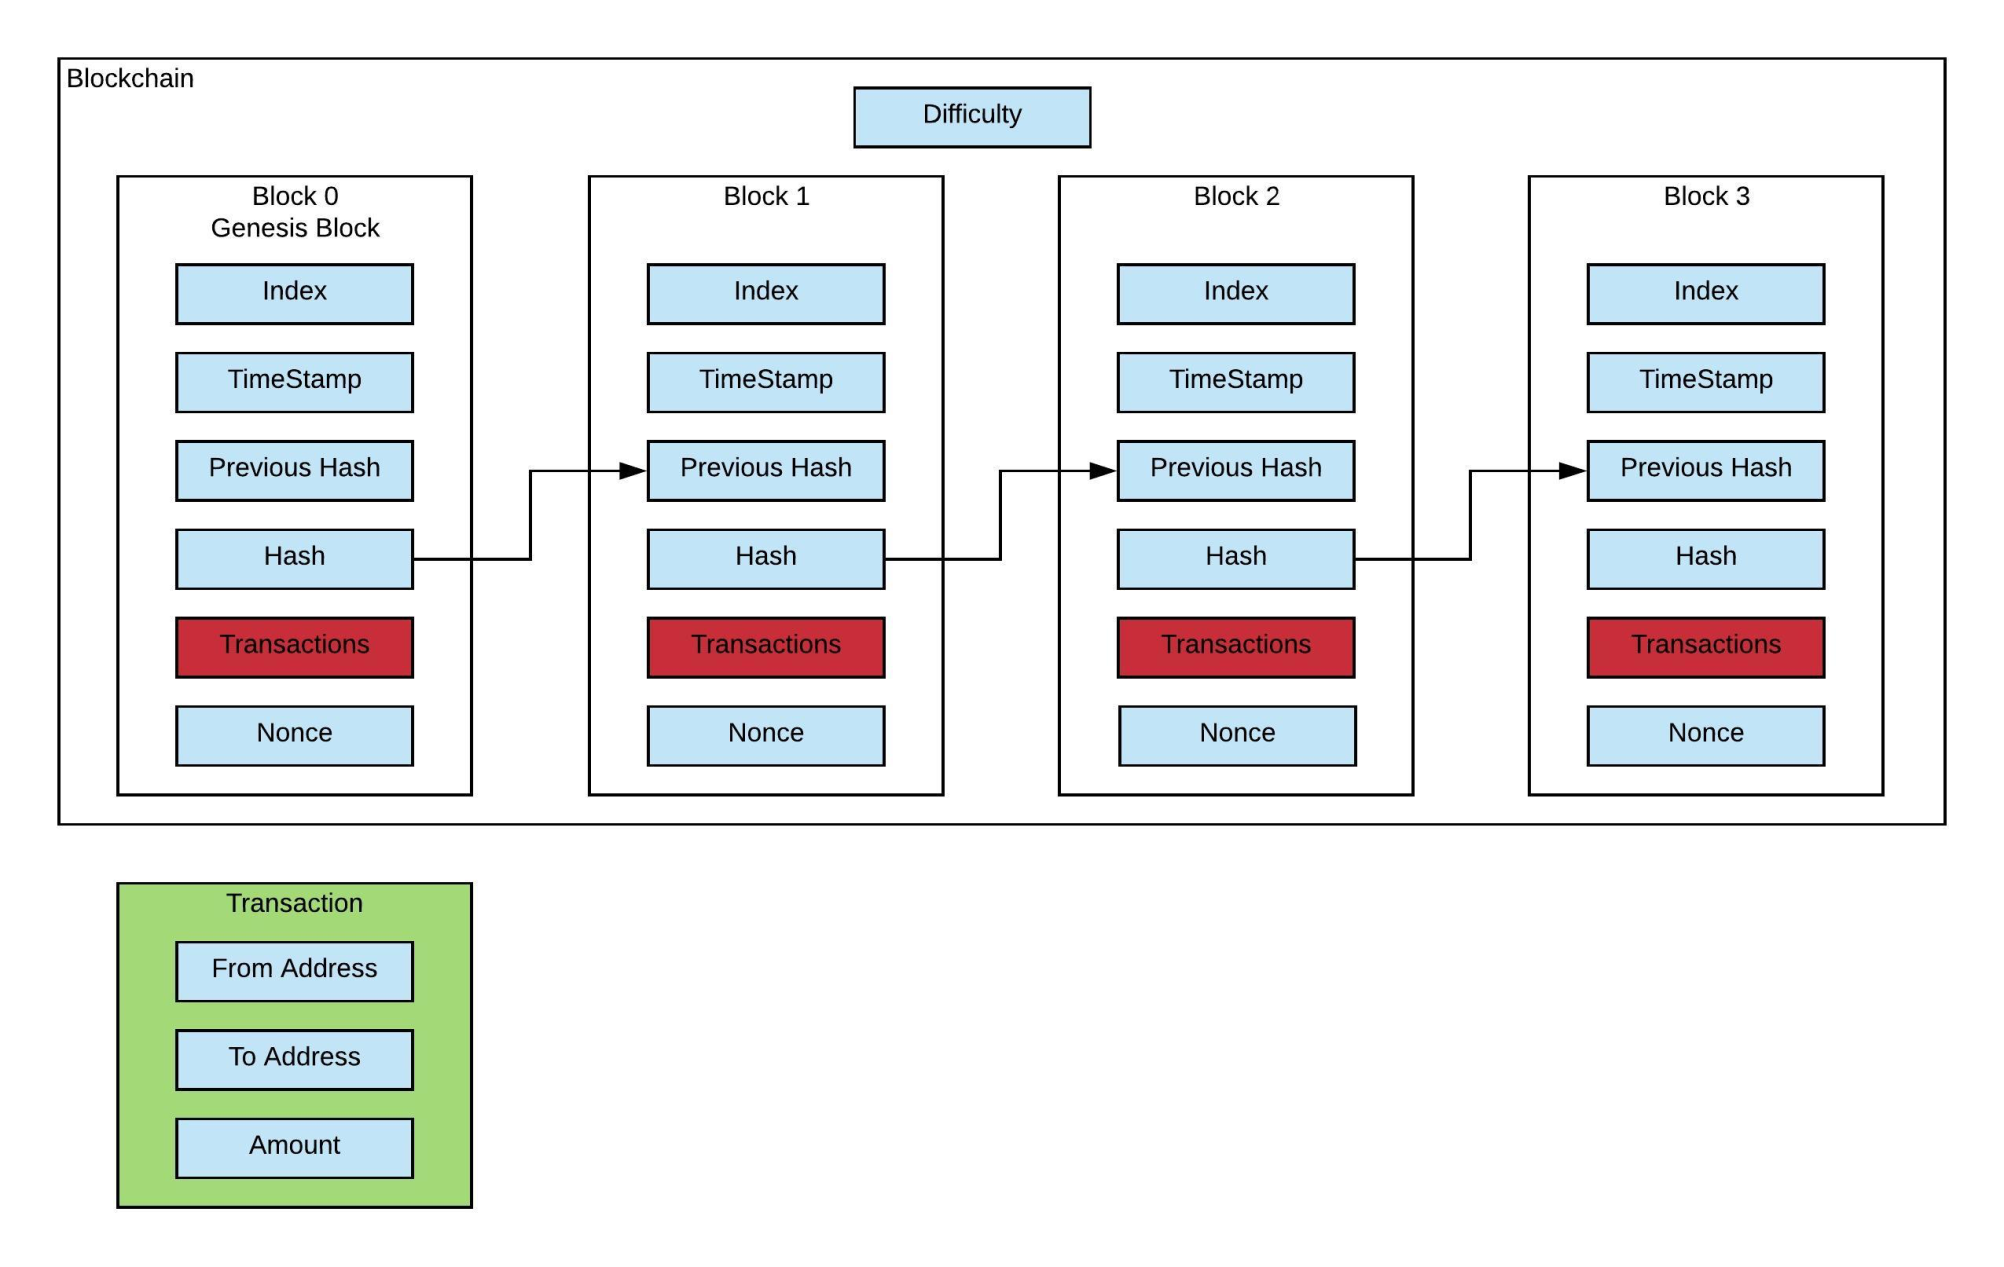 Blockchain
Difficulty
Block 0
Genesis Block
Index
TimeStamp
Previous Hash
Hash
Transactions
Nonce
Block 1
Index
TimeStamp
Previous Hash
Hash
Transactions
Nonce
Block 2
Index
TimeStamp
Previous Hash
Hash
Transactions
Nonce
Block 3
Index
TimeStamp
Previous Hash
Hash
Transactions
Nonce
Transaction
From Address
To Address
Amount